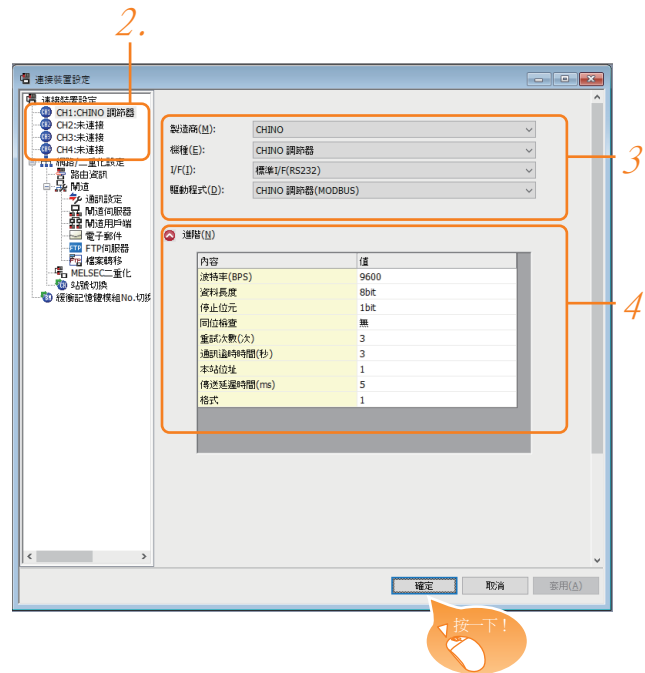 2.
連接裝置設定
連接裝置設定
CH1:CHINO 調節器
CH2:未連接
CH3:未連接
CH4:未連接
網路/二重化設定
路由資訊
閘道
通訊設定
閘道伺服器
閘道用戶端
電子郵件
FTP伺服器
檔案轉移
MELSEC二重化
站號切換
緩衝記憶體模組No.切換
製造商(M): CHINO
機種(E): CHINO 調節器
I/F(I): 標準I/F(RS232)
驅動程式(D): CHINO 調節器(MODBUS)
3
進階(N)
內容 值
波特率(BPS) 9600
資料長度 8bit
停止位元 1bit
同位檢查 無
重試次數(次) 3
通訊逾時時間(秒) 3
本站位址 1
傳送延遲時間(ms) 5
格式 1
4
確定 取消 套用(A)
按一下!